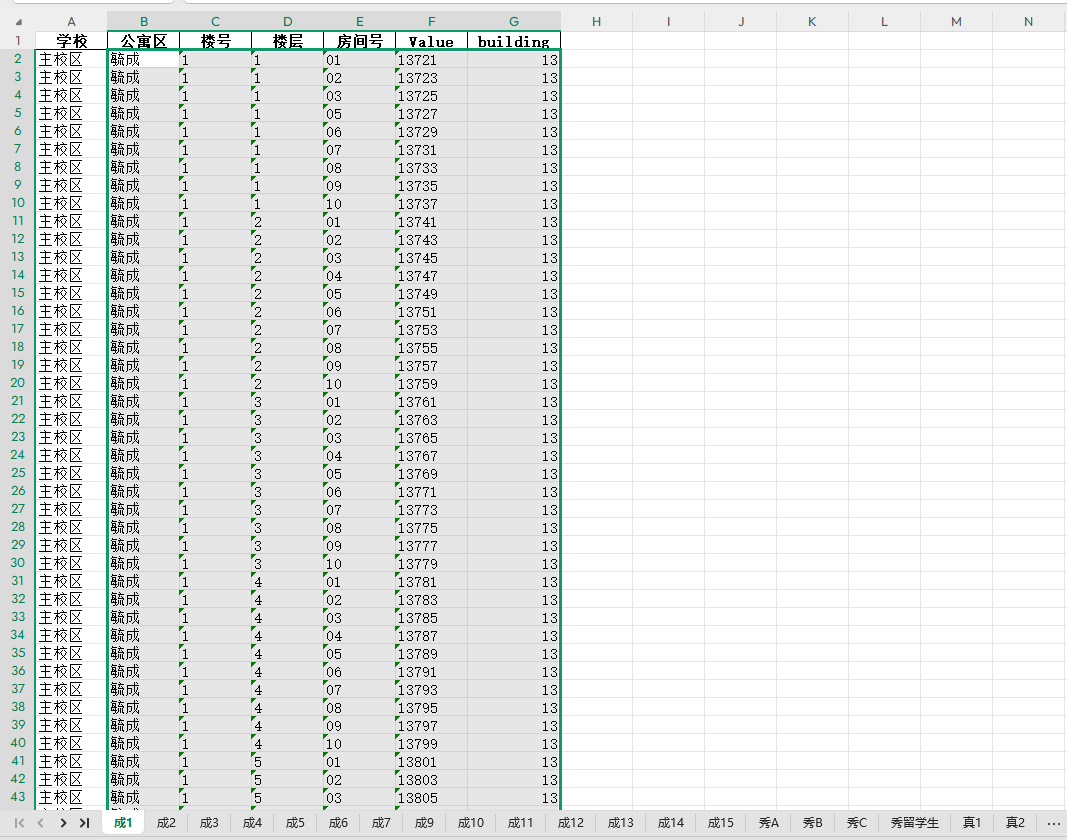 A B C D E F G H I J K L M N
1 学校 公寓区 楼号 楼层 房间号 Value building
2 主校区 毓成 1 1 01 13721 13
3 主校区 毓成 1 1 02 13723 13
4 主校区 毓成 1 1 03 13725 13
5 主校区 毓成 1 1 05 13727 13
6 主校区 毓成 1 1 06 13729 13
7 主校区 毓成 1 1 07 13731 13
8 主校区 毓成 1 1 08 13733 13
9 主校区 毓成 1 1 09 13735 13
10 主校区 毓成 1 1 10 13737 13
11 主校区 毓成 1 2 01 13741 13
12 主校区 毓成 1 2 02 13743 13
13 主校区 毓成 1 2 03 13745 13
14 主校区 毓成 1 2 04 13747 13
15 主校区 毓成 1 2 05 13749 13
16 主校区 毓成 1 2 06 13751 13
17 主校区 毓成 1 2 07 13753 13
18 主校区 毓成 1 2 08 13755 13
19 主校区 毓成 1 2 09 13757 13
20 主校区 毓成 1 2 10 13759 13
21 主校区 毓成 1 3 01 13761 13
22 主校区 毓成 1 3 02 13763 13
23 主校区 毓成 1 3 03 13765 13
24 主校区 毓成 1 3 04 13767 13
25 主校区 毓成 1 3 05 13769 13
26 主校区 毓成 1 3 06 13771 13
27 主校区 毓成 1 3 07 13773 13
28 主校区 毓成 1 3 08 13775 13
29 主校区 毓成 1 3 09 13777 13
30 主校区 毓成 1 3 10 13779 13
31 主校区 毓成 1 4 01 13781 13
32 主校区 毓成 1 4 02 13783 13
33 主校区 毓成 1 4 03 13785 13
34 主校区 毓成 1 4 04 13787 13
35 主校区 毓成 1 4 05 13789 13
36 主校区 毓成 1 4 06 13791 13
37 主校区 毓成 1 4 07 13793 13
38 主校区 毓成 1 4 08 13795 13
39 主校区 毓成 1 4 09 13797 13
40 主校区 毓成 1 4 10 13799 13
41 主校区 毓成 1 5 01 13801 13
42 主校区 毓成 1 5 02 13803 13
43 主校区 毓成 1 5 03 13805 13
成1 成2 成3 成4 成5 成6 成7 成9 成10 成11 成12 成13 成14 成15 秀A 秀B 秀C 秀留学生 真1 真2 ...